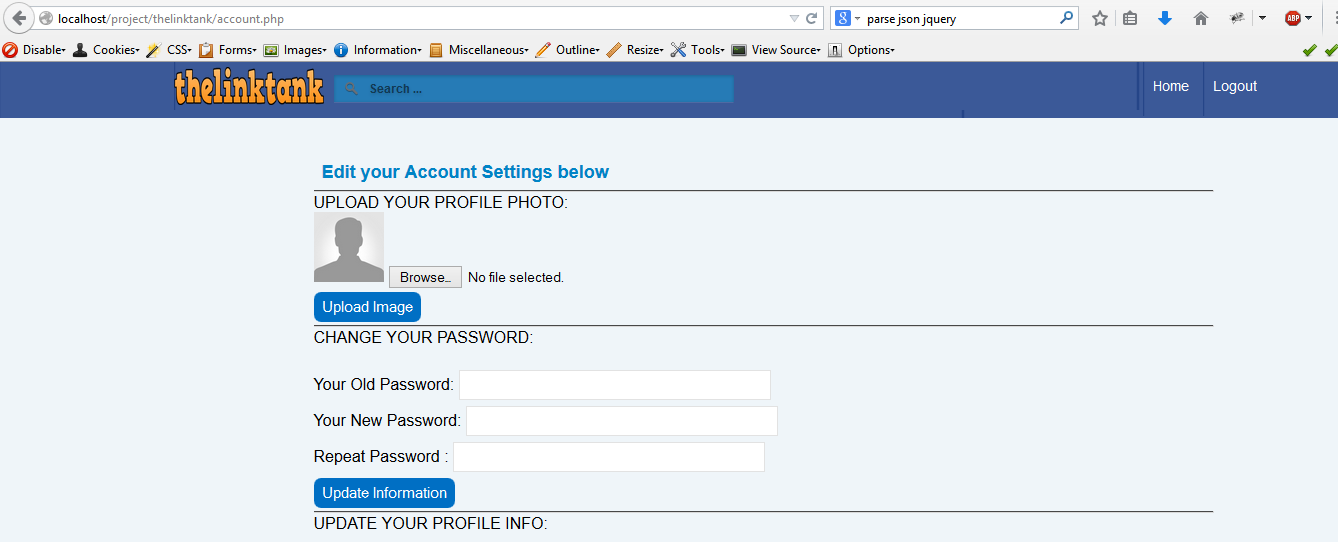 localhost/project/thelinktank/account.php parse json jquery ABP
Disable Cookies CSS Forms Images Information Miscellaneous Outline Resize Tools View Source Options
thelinktank Search ... Home Logout
Edit your Account Settings below
UPLOAD YOUR PROFILE PHOTO:
Browse... No file selected.
Upload Image
CHANGE YOUR PASSWORD:
Your Old Password:
Your New Password:
Repeat Password :
Update Information
UPDATE YOUR PROFILE INFO: